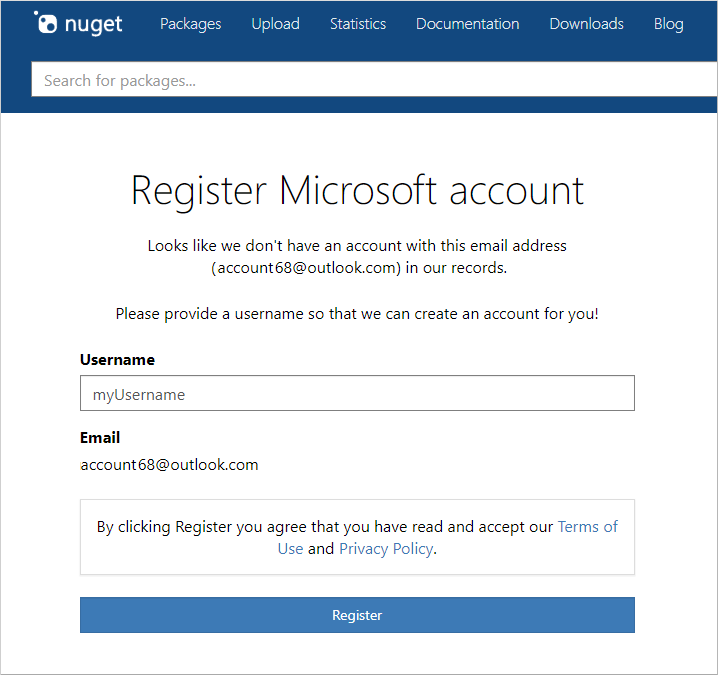 nuget Packages Upload Statistics Documentation Downloads Blog
Search for packages...
Register Microsoft account
Looks like we don't have an account with this email address
(account68@outlook.com) in our records.
Please provide a username so that we can create an account for you!
Username
myUsername
Email
account68@outlook.com
By clicking Register you agree that you have read and accept our Terms of
Use and Privacy Policy.
Register